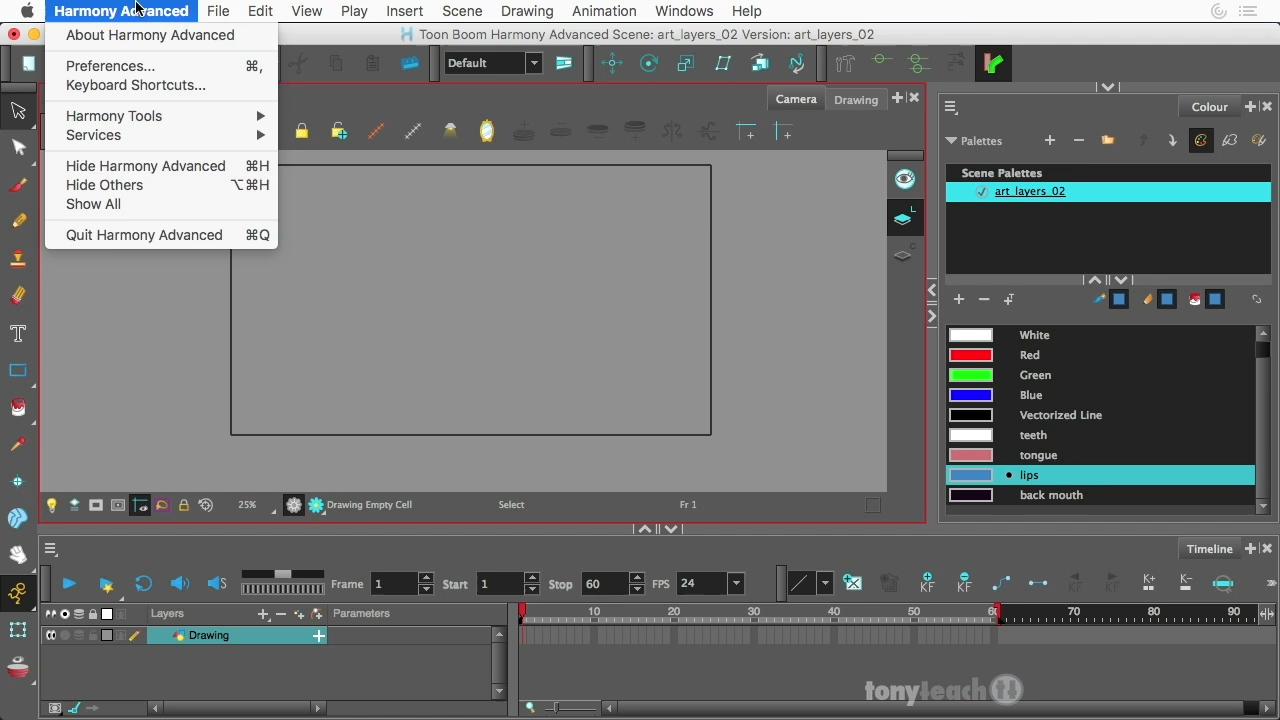 Harmony Advanced File Edit View Play Insert Scene Drawing Animation Windows Help
About Harmony Advanced
Toon Boom Harmony Advanced Scene: art_layers_02 Version: art_layers_02
Preferences... ⌘,
Keyboard Shortcuts...
Harmony Tools
Services
Hide Harmony Advanced ⌘H
Hide Others ⌥⌘H
Show All
Quit Harmony Advanced ⌘Q
Default
Camera Drawing
L
C
25% Drawing Empty Cell Select Fr 1
Colour
Palettes
Scene Palettes
art_layers_02
White
Red
Green
Blue
Vectorized Line
teeth
tongue
lips
back mouth
Timeline
Frame 1 Start 1 Stop 60 FPS 24
KF KF
Layers Parameters
10 20 30 40 50 60 70 80 90
Drawing
tonyteach